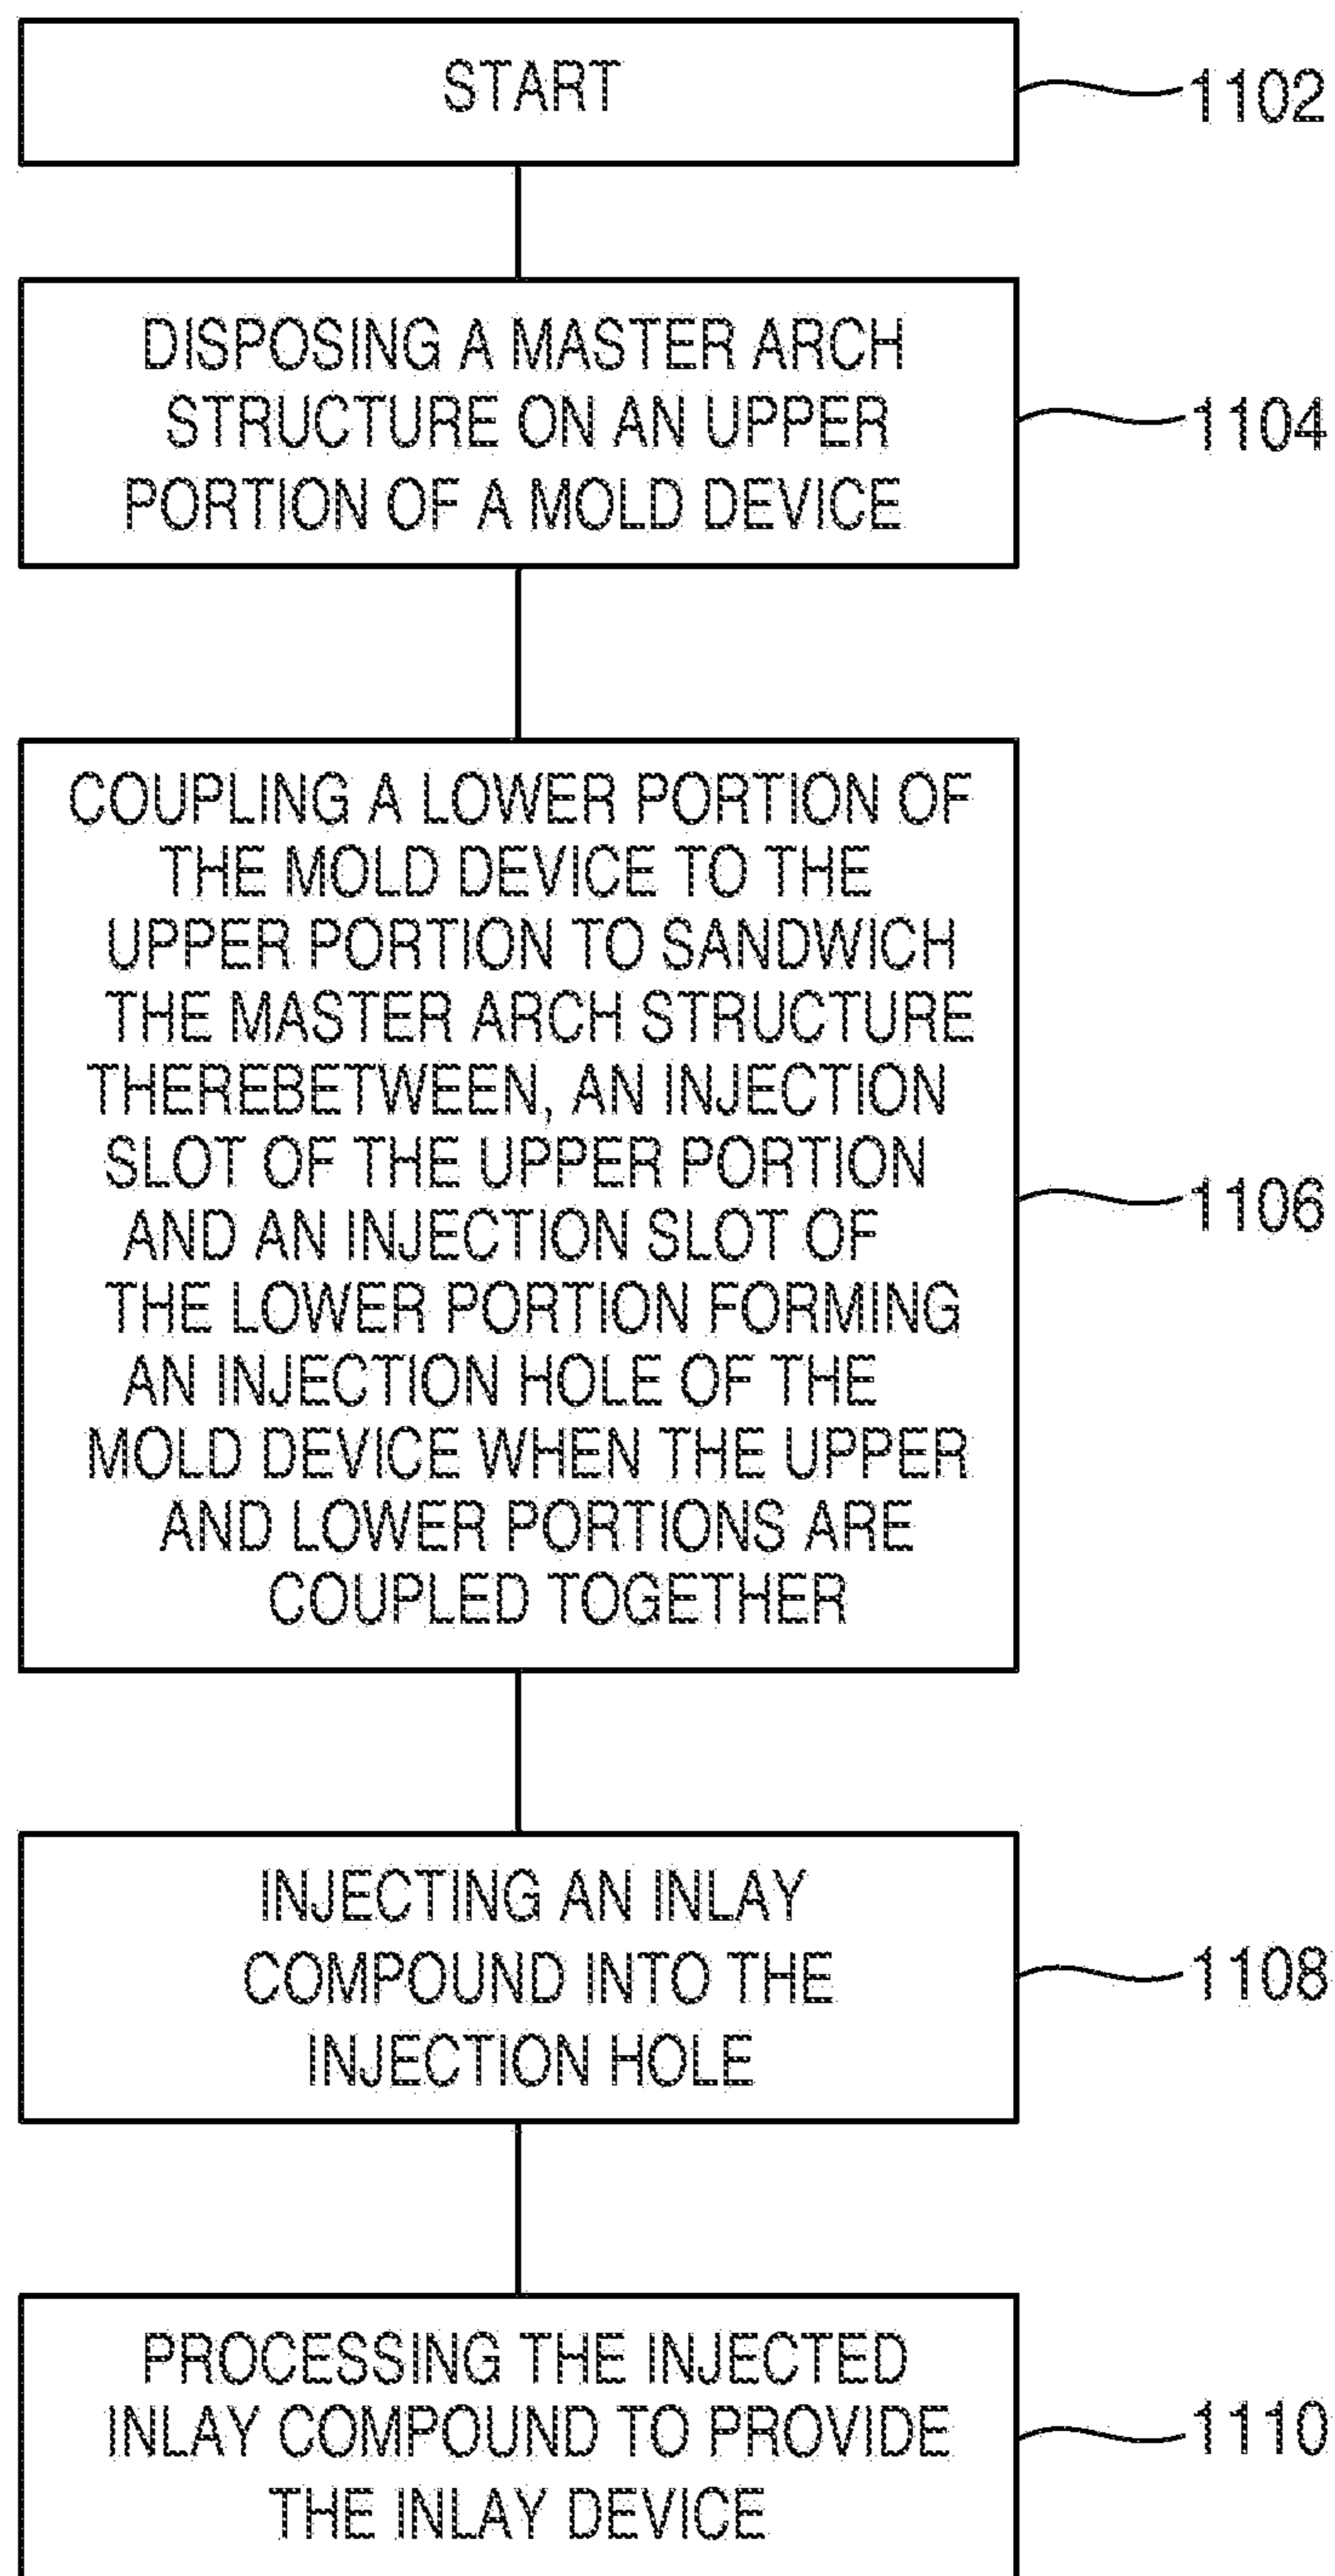 START
1102
DISPOSING A MASTER ARCH
STRUCTURE ON AN UPPER
PORTION OF A MOLD DEVICE
1104
COUPLING A LOWER PORTION OF
THE MOLD DEVICE TO THE
UPPER PORTION TO SANDWICH
THE MASTER ARCH STRUCTURE
THEREBETWEEN, AN INJECTION
SLOT OF THE UPPER PORTION
AND AN INJECTION SLOT OF
THE LOWER PORTION FORMING
AN INJECTION HOLE OF THE
MOLD DEVICE WHEN THE UPPER
AND LOWER PORTIONS ARE
COUPLED TOGETHER
1106
INJECTING AN INLAY
COMPOUND INTO THE
INJECTION HOLE
1108
PROCESSING THE INJECTED
INLAY COMPOUND TO PROVIDE
THE INLAY DEVICE
1110